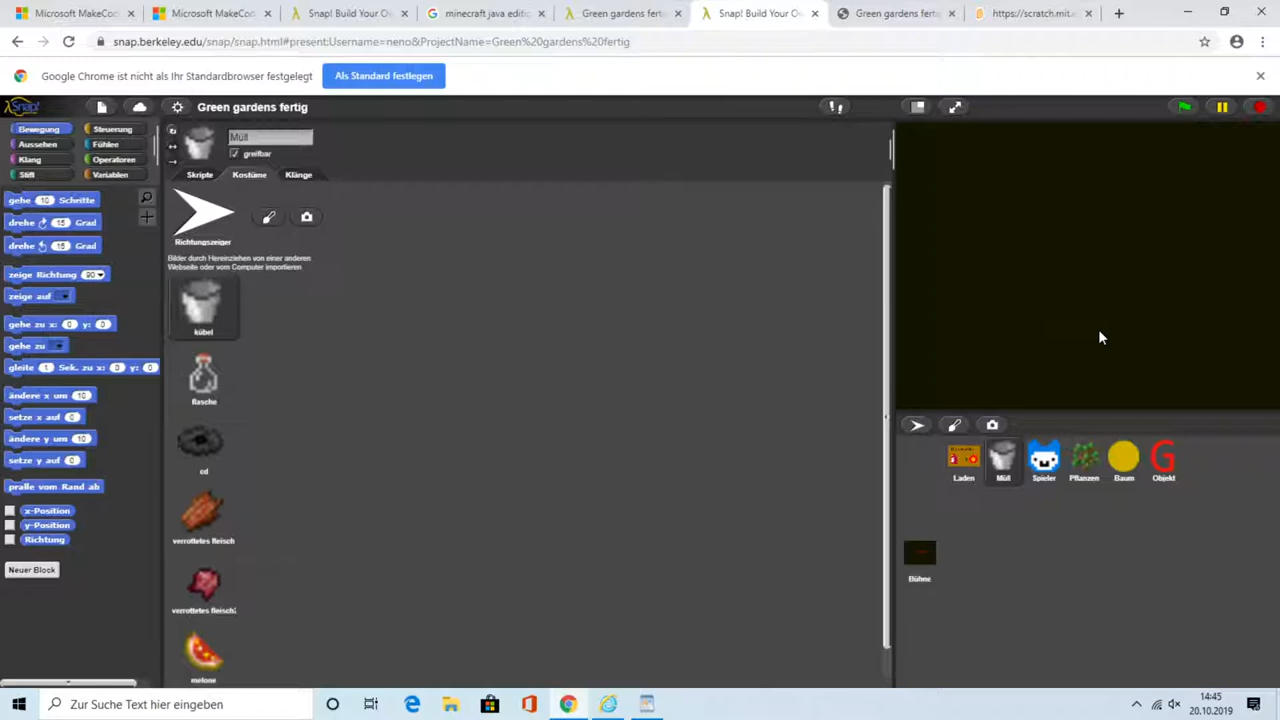 Microsoft MakeCo
Microsoft MakeCo
Snap! Build Your O
minecraft java editi
Green gardens ferti
Snap! Build Your O
Green gardens ferti
https://scratch.mit.e
snap.berkeley.edu/snap/snap.html#present:Username=neno&ProjectName=Green%20gardens%20fertig
Google Chrome ist nicht als Ihr Standardbrowser festgelegt
Als Standard festlegen
Snap!
Green gardens fertig
Bewegung
Steuerung
Aussehen
Fühlen
Klang
Operatoren
Stift
Variablen
Müll
greifbar
Skripte
Kostüme
Klänge
gehe 10 Schritte
drehe 15 Grad
drehe 15 Grad
zeige Richtung 90
zeige auf
gehe zu x: 0 y: 0
gehe zu
gleite 1 Sek. zu x: 0 y: 0
ändere x um 10
setze x auf 0
ändere y um 10
setze y auf 0
pralle vom Rand ab
x-Position
y-Position
Richtung
Neuer Block
Richtungszeiger
Bilder durch Hereinziehen von einer anderen
Webseite oder vom Computer importieren
kübel
flasche
cd
verrottetes fleisch
verrottetes fleisch2
melone
Laden
Müll
Spieler
Pflanzen
Baum
Objekt
G
Bühne
Zur Suche Text hier eingeben
14:45
20.10.2019